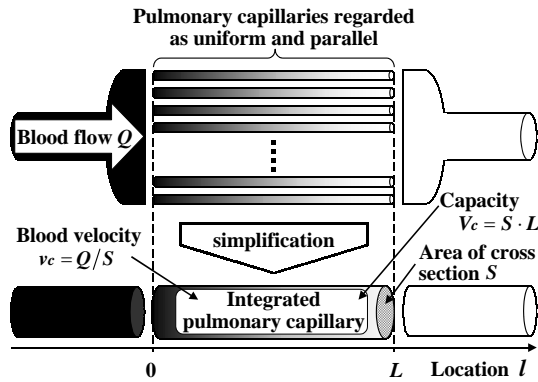 Pulmonary capillaries regarded
as uniform and parallel
Blood flow Q
Capacity
Vc = S · L
Blood velocity
vc = Q/S
simplification
Area of cross
section S
Integrated
pulmonary capillary
0
L
Location l